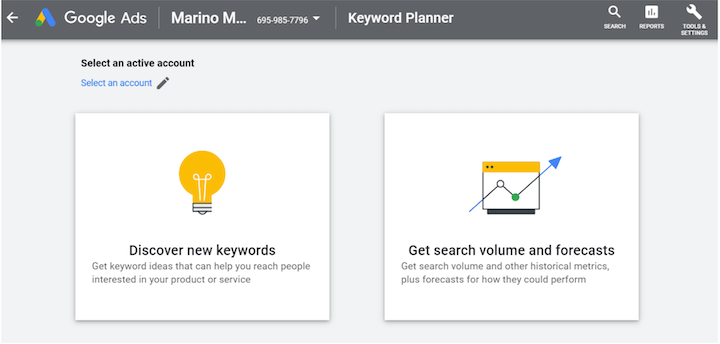 Google Ads
Marino M...
695-985-7796
Keyword Planner
SEARCH
REPORTS
TOOLS &
SETTINGS
Select an active account
Select an account
Discover new keywords
Get keyword ideas that can help you reach people
interested in your product or service
Get search volume and forecasts
Get search volume and other historical metrics,
plus forecasts for how they could perform